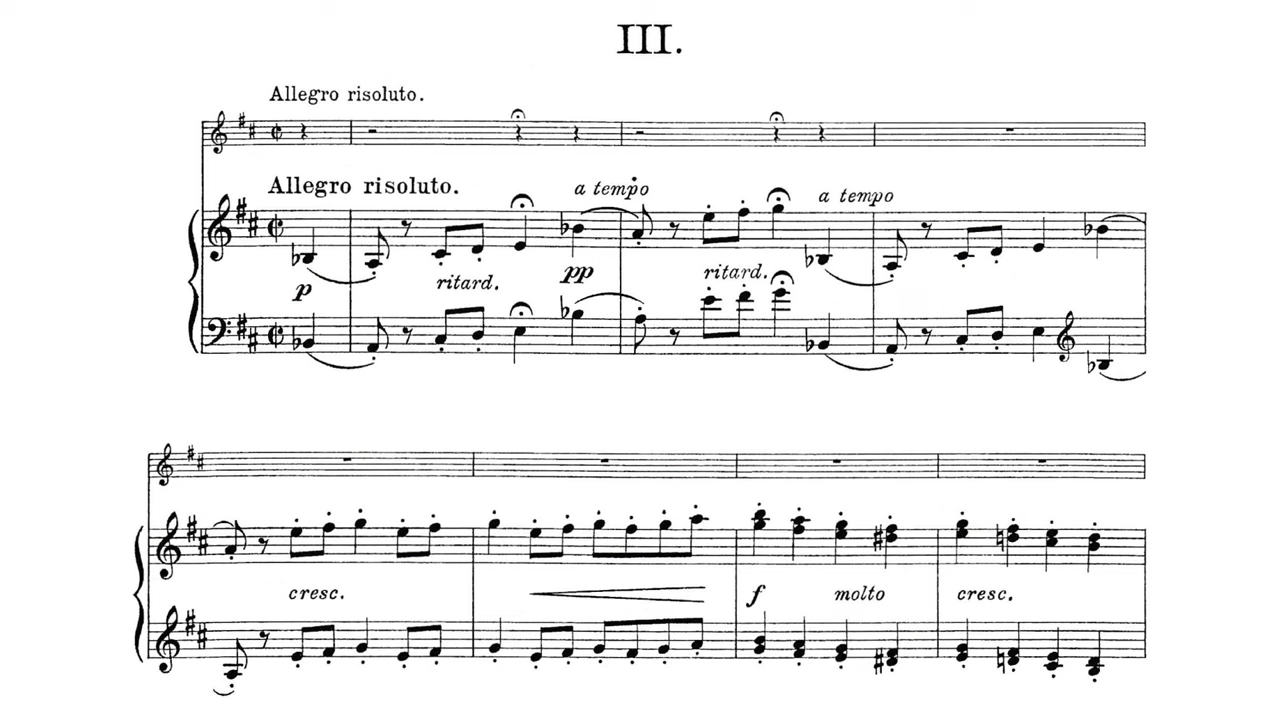 III.
Allegro risoluto.
Allegro risoluto.
a tempo
a tempo
p
ritard.
pp
ritard.
cresc.
f
molto
cresc.